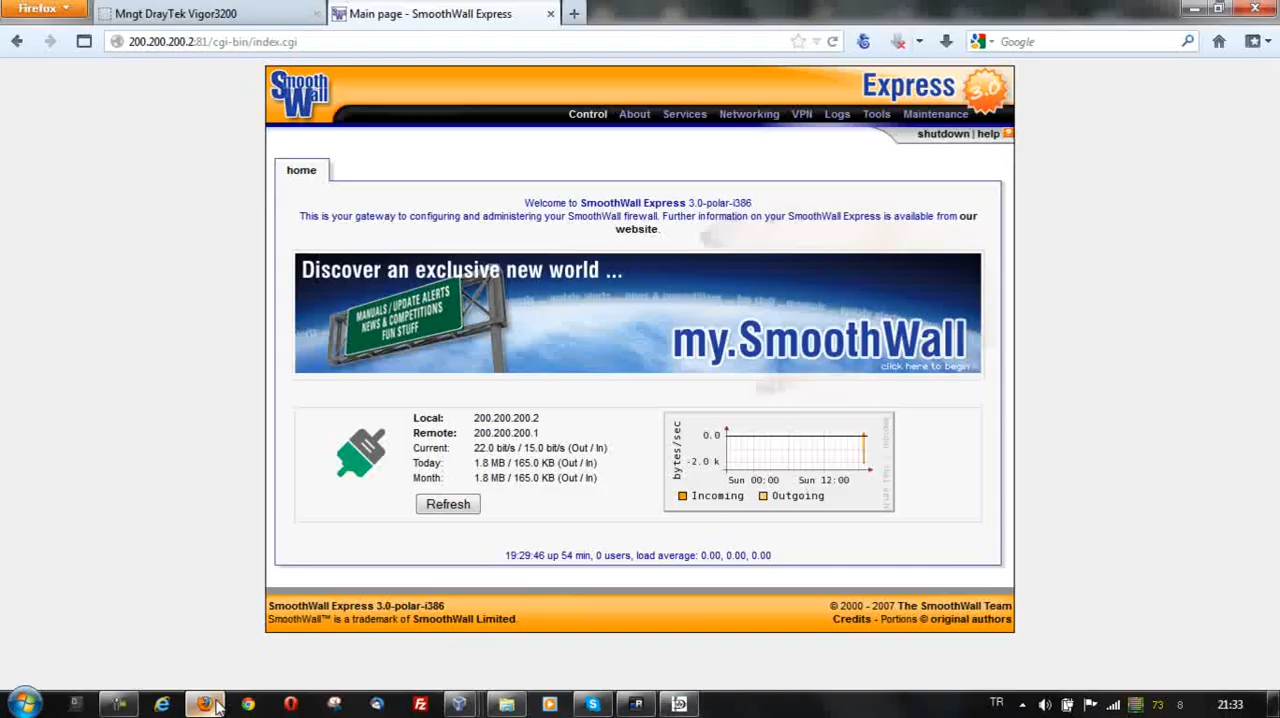 Firefox
Mngt DrayTek Vigor3200
Main page - SmoothWall Express
200.200.200.2:81/cgi-bin/index.cgi
Google
Smooth
Wall
Express
3.0
Control About Services Networking VPN Logs Tools Maintenance
shutdown | help
home
Welcome to SmoothWall Express 3.0-polar-i386
This is your gateway to configuring and administering your SmoothWall firewall. Further information on your SmoothWall Express is available from our
website.
Discover an exclusive new world ...
MANUALS / UPDATE ALERTS
NEWS & COMPETITIONS
FUN STUFF
my.SmoothWall
click here to begin
Local: 200.200.200.2
Remote: 200.200.200.1
Current: 22.0 bit/s / 15.0 bit/s (Out / In)
Today: 1.8 MB / 165.0 KB (Out / In)
Month: 1.8 MB / 165.0 KB (Out / In)
Refresh
bytes/sec
0.0
-2.0 k
Sun 00:00 Sun 12:00
Incoming Outgoing
19:29:46 up 54 min, 0 users, load average: 0.00, 0.00, 0.00
SmoothWall Express 3.0-polar-i386
SmoothWall™ is a trademark of SmoothWall Limited.
© 2000 - 2007 The SmoothWall Team
Credits - Portions © original authors
TR
73
8
21:33